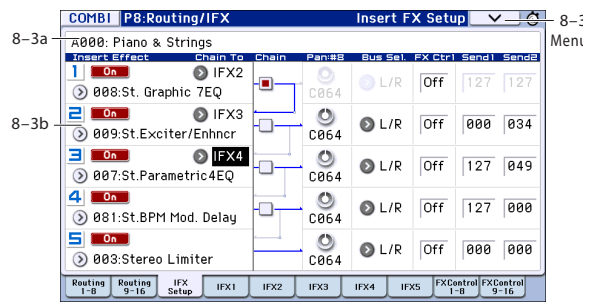 COMBI P8:Routing/IFX Insert FX Setup
8–3
8–3a
Menu
A000: Piano & Strings
Insert Effect Chain To Chain Pan:#8 Bus Sel. FX Ctrl Send1 Send2
1 On IFX2
008:St. Graphic 7EQ C064 L/R Off 127 127
2 On IFX3
8–3b
009:St.Exciter/Enhncr C064 L/R Off 000 034
3 On IFX4
007:St.Parametric4EQ C064 L/R Off 127 049
4 On
081:St.BPM Mod. Delay C064 L/R Off 127 000
5 On
003:Stereo Limiter C064 L/R Off 000 000
Routing 1-8 Routing 9-16 IFX Setup IFX1 IFX2 IFX3 IFX4 IFX5 FXControl 1-8 FXControl 9-16